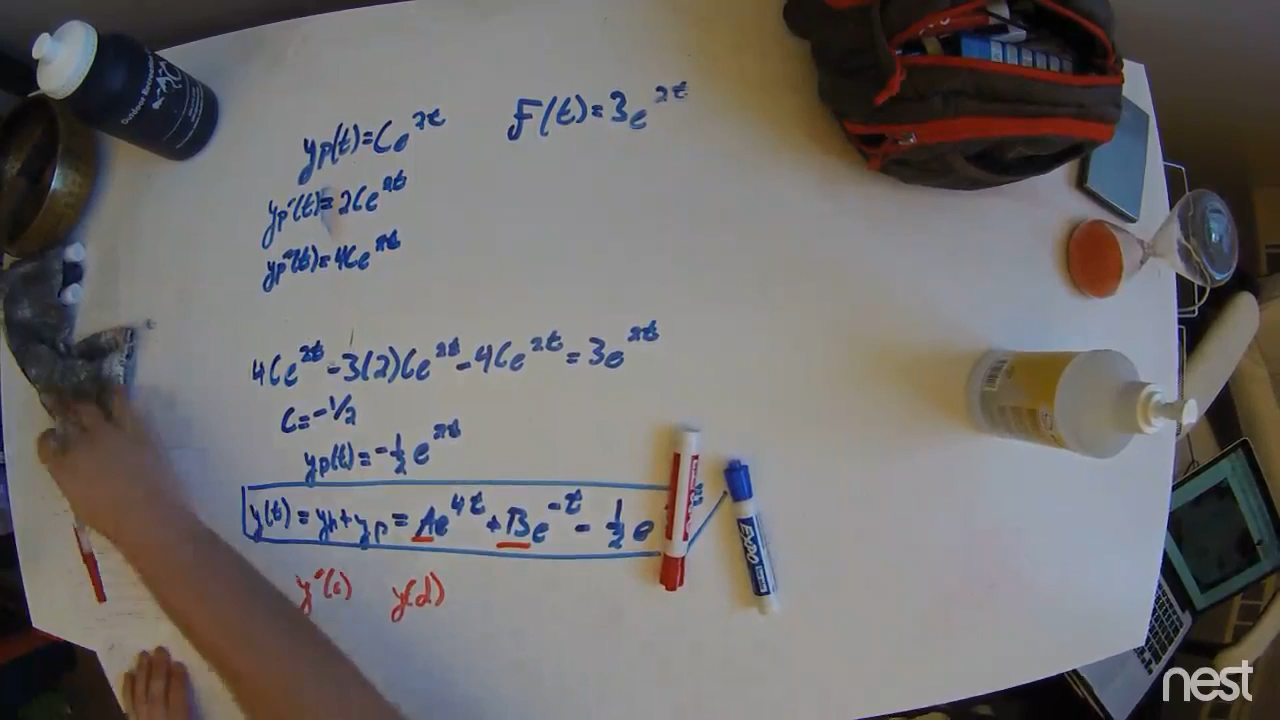 F(t)=3e^2t
yp(t)=Ce^2t
yp'(t)=2Ce^2t
yp''(t)=4Ce^2t
4Ce^2t-3(2)Ce^2t-4Ce^2t=3e^2t
C=-1/2
yp(t)=-1/2 e^2t
y(t)=yh+yp=Ae^4t+Be^-t-1/2 e
y'(c) y(d)
EXPO
nest